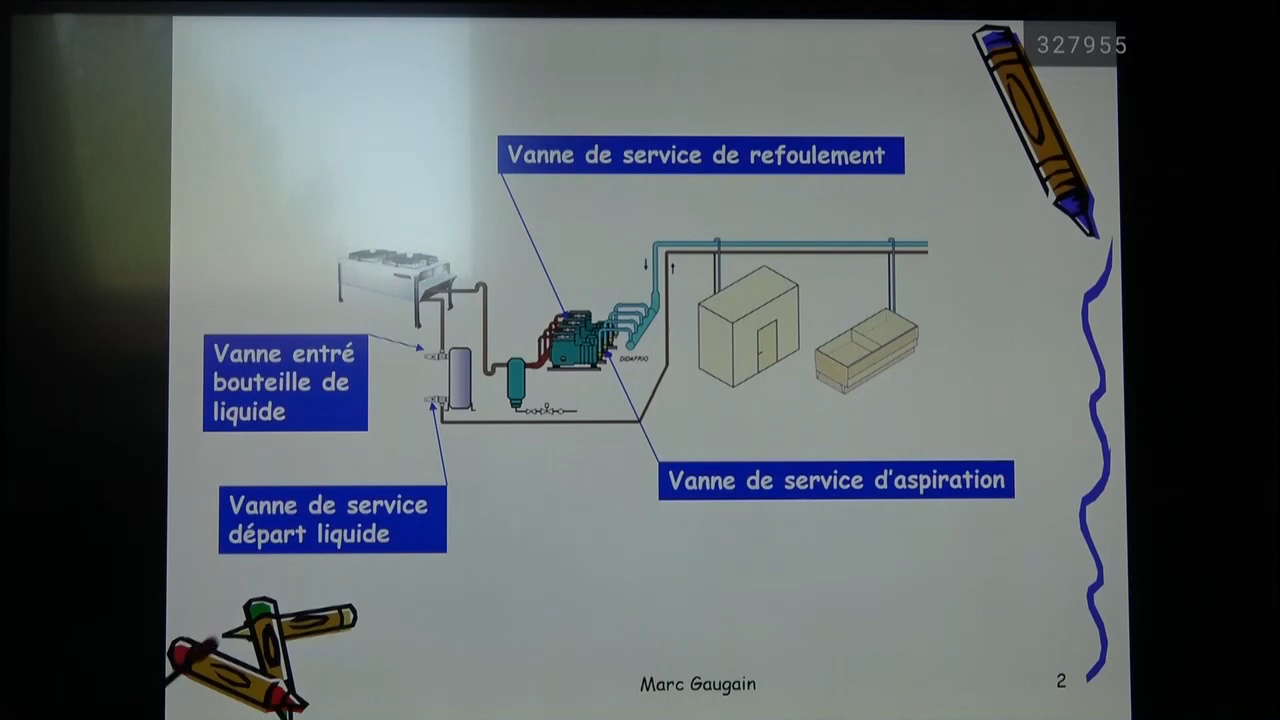 327955
Vanne de service de refoulement
DIDAFRIO
Vanne entré
bouteille de
liquide
Vanne de service d'aspiration
Vanne de service
départ liquide
Marc Gaugain
2